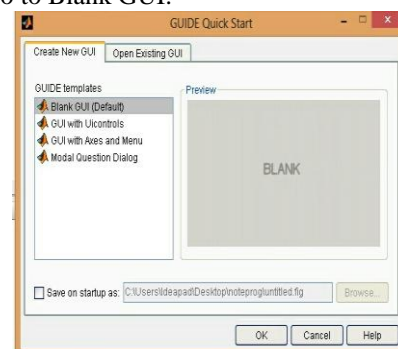 to Blank GUI.
GUIDE Quick Start
Create New GUI Open Existing GUI
GUIDE templates
Preview
Blank GUI (Default)
GUI with Uicontrols
GUI with Axes and Menu
Modal Question Dialog
BLANK
Save on startup as: C:\Users\Ideapad\Desktop\noteprog\untitled.fig Browse...
OK Cancel Help